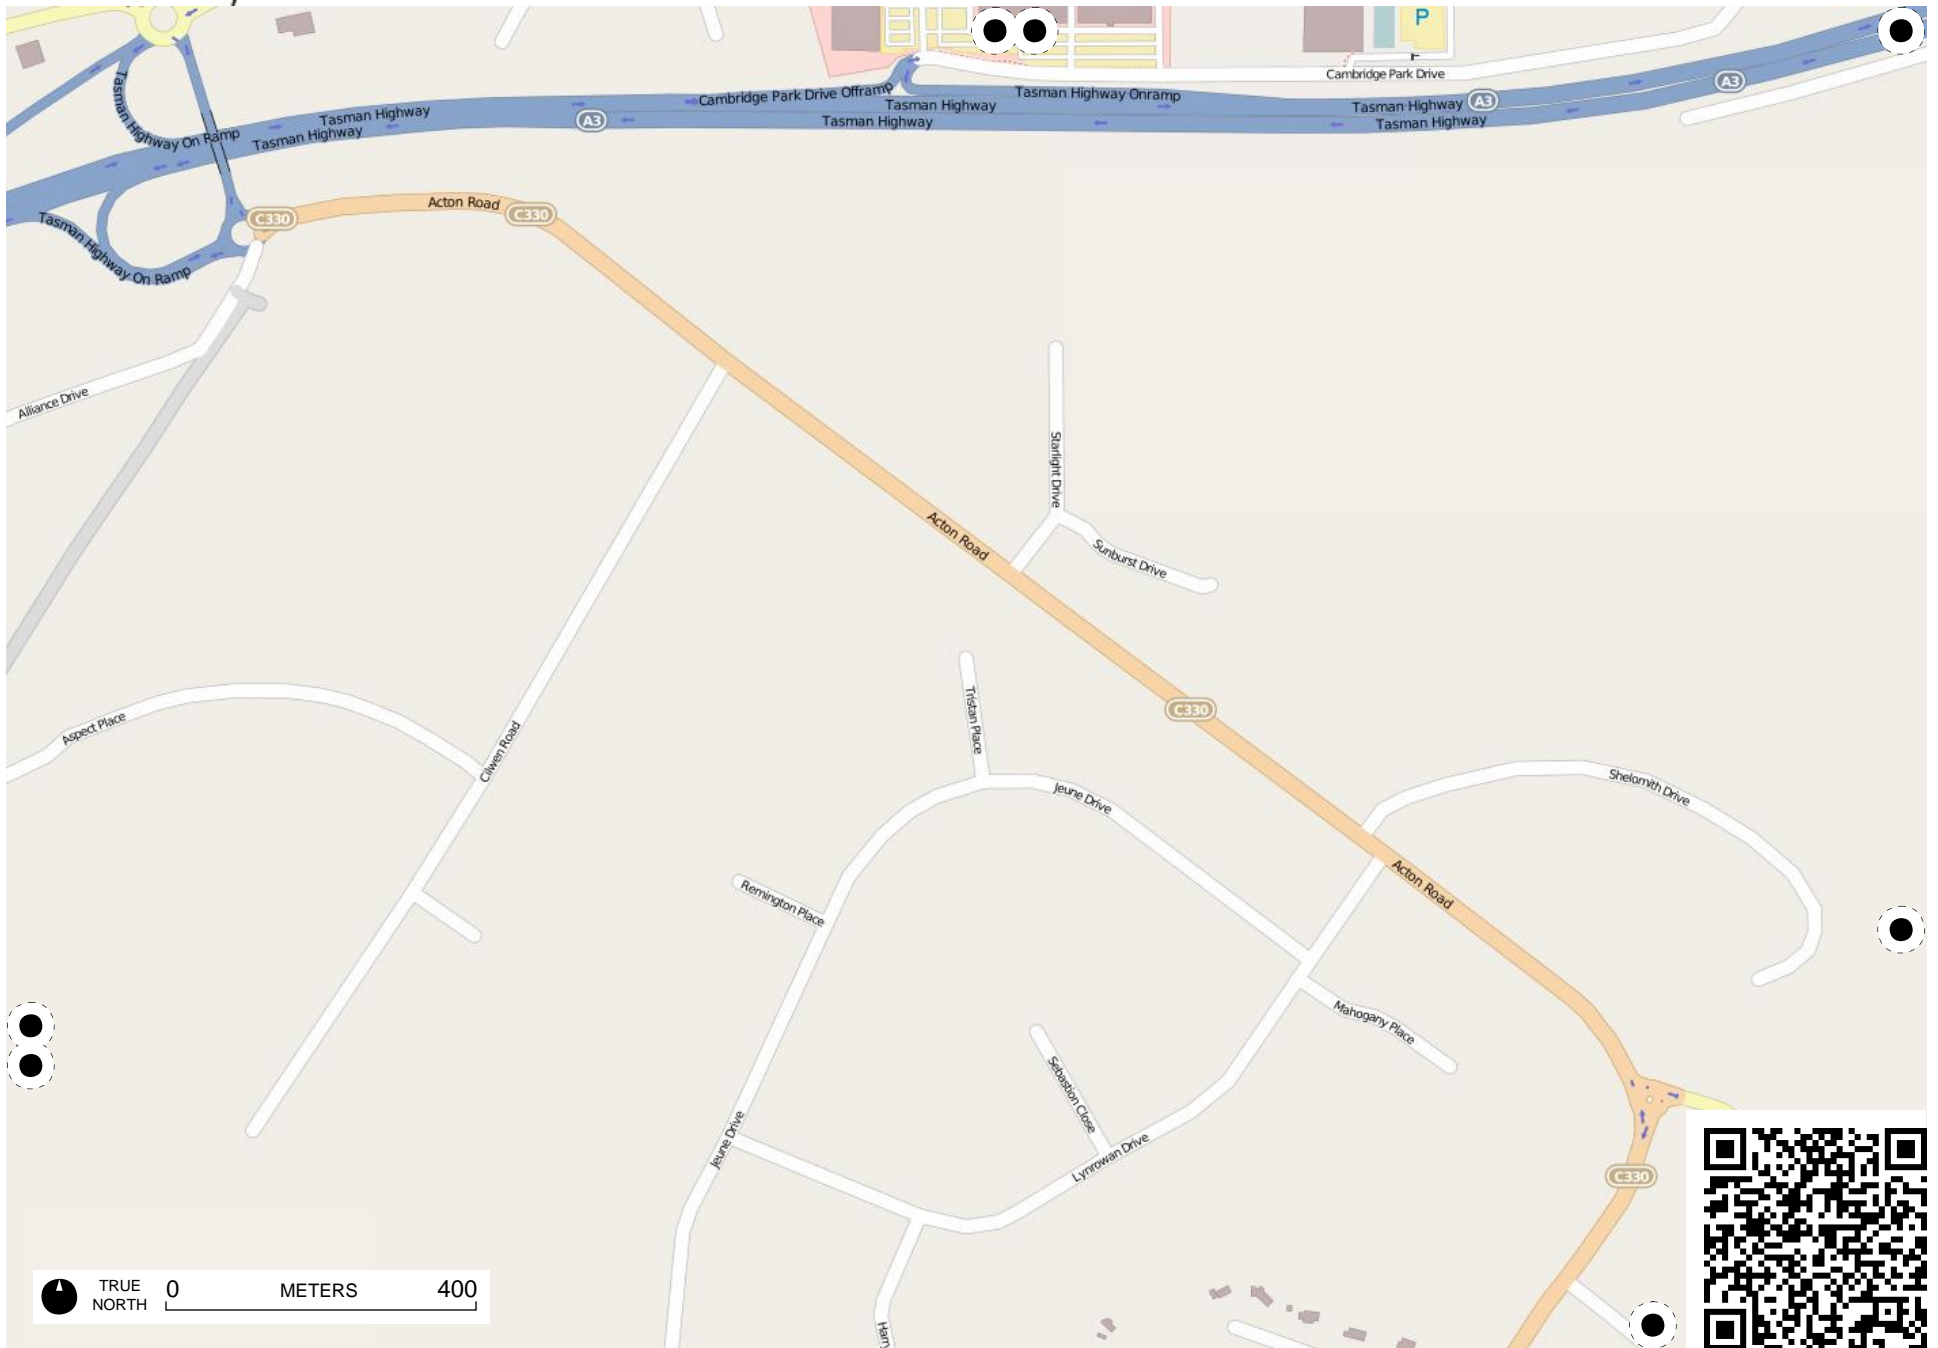 P
Cambridge Park Drive
A3
Cambridge Park Drive Offramp
Tasman Highway Onramp
Tasman Highway
Tasman Highway
Tasman Highway
A3
Tasman Highway
A3
Tasman Highway
Tasman Highway
Tasman Highway
Tasman Highway On Ramp
Acton Road
C330
C330
Tasman Highway On Ramp
Alliance Drive
Starlight Drive
Acton Road
Sunburst Drive
Tristan Place
C330
Aspect Place
Cilwen Road
Jeune Drive
Shelomith Drive
Remington Place
Acton Road
Mahogany Place
Sebastion Close
Jeune Drive
Lynrowan Drive
C330
TRUE
NORTH
0 METERS 400